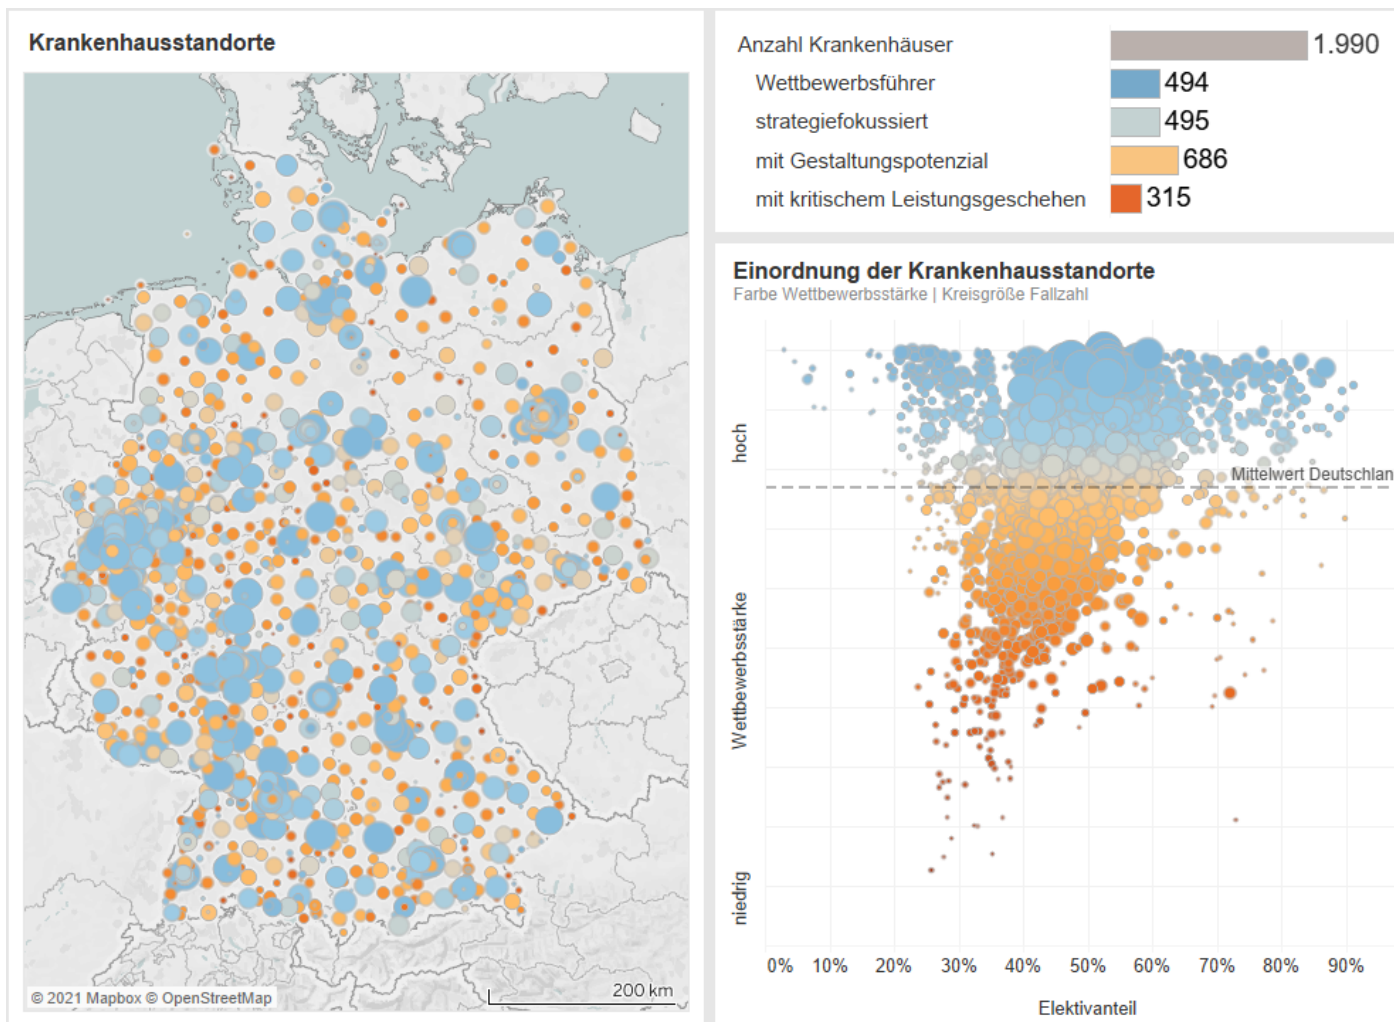 Krankenhausstandorte
© 2021 Mapbox © OpenStreetMap
200 km
Anzahl Krankenhäuser 1.990
Wettbewerbsführer 494
strategiefokussiert 495
mit Gestaltungspotenzial 686
mit kritischem Leistungsgeschehen 315
Einordnung der Krankenhausstandorte
Farbe Wettbewerbsstärke | Kreisgröße Fallzahl
hoch
Mittelwert Deutschlan
Wettbewerbsstärke
niedrig
0% 10% 20% 30% 40% 50% 60% 70% 80% 90%
Elektivanteil